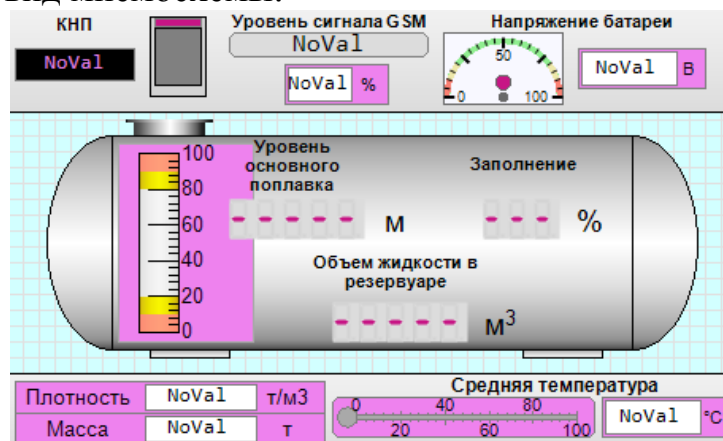 вид мнемосхемы:
КНП
Уровень сигнала GSM
Напряжение батареи
NoVal
NoVal
NoVal %
50
0 100
NoVal В
100
80
60
40
20
0
Уровень
основного
поплавка
- - - - - м
Заполнение
- - - %
Объем жидкости в
резервуаре
- - - - - м3
Плотность NoVal т/м3
Масса NoVal т
Средняя температура
0 40 80
20 60 100
NoVal °C